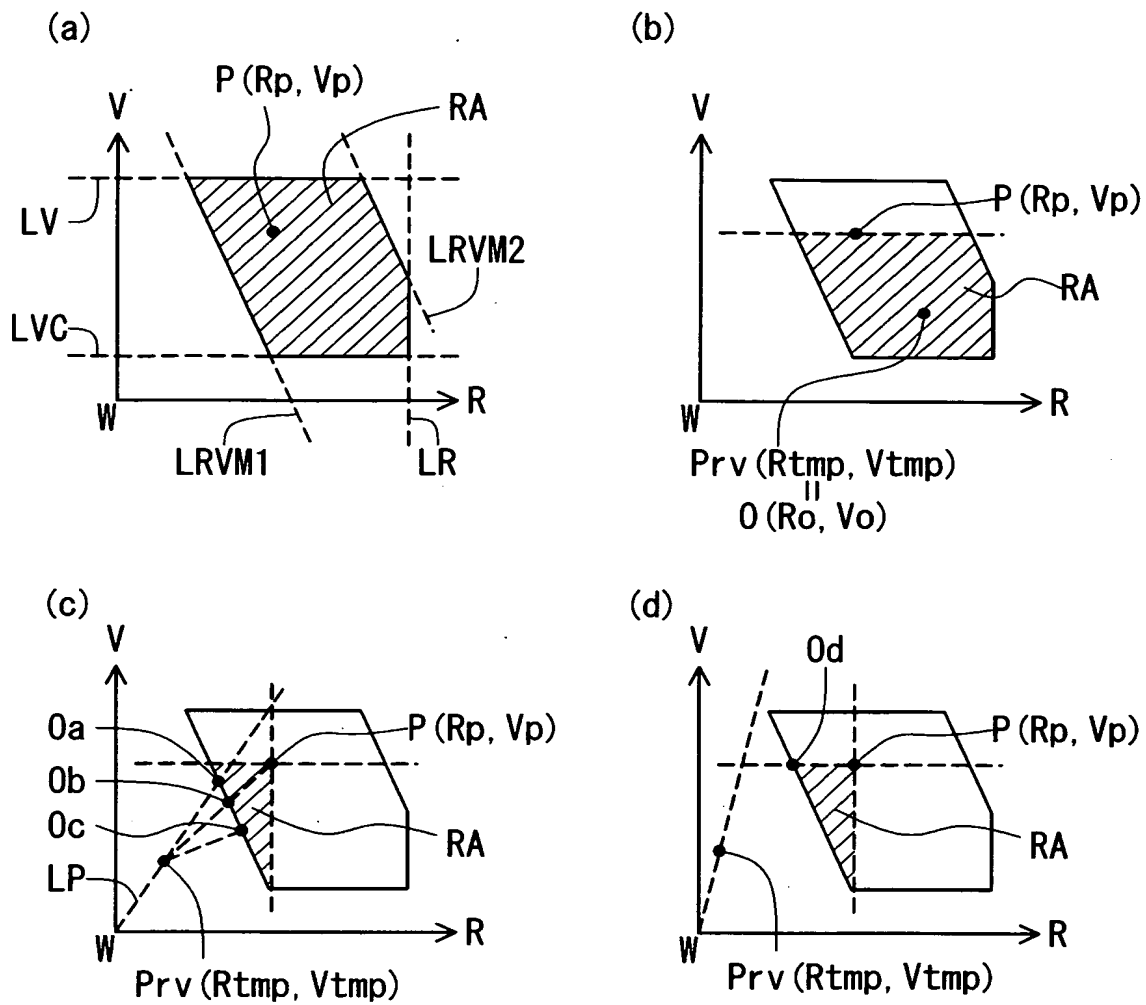 (a)
P(Rp, Vp)
V
RA
LV
LRVM2
LVC
W
R
LRVM1
LR
(b)
V
P(Rp, Vp)
RA
W
R
Prv(Rtmp, Vtmp)
=
O(Ro, Vo)
(c)
V
Oa
P(Rp, Vp)
Ob
Oc
RA
LP
W
R
Prv(Rtmp, Vtmp)
(d)
V
Od
P(Rp, Vp)
RA
W
R
Prv(Rtmp, Vtmp)